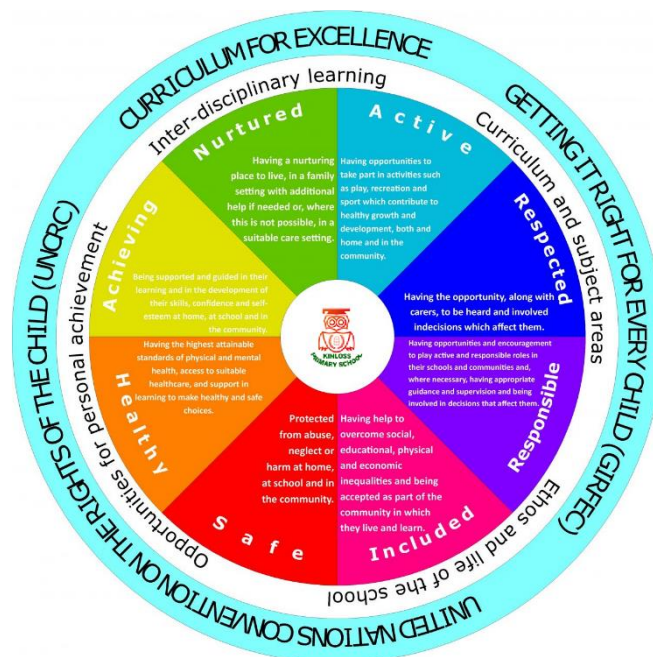 CURRICULUM FOR EXCELLENCE
GETTING IT RIGHT FOR EVERY CHILD (GIRFEC)
UNITED NATIONS CONVENTION ON THE RIGHTS OF THE CHILD (UNCRC)
Inter-disciplinary learning
Curriculum and subject areas
Ethos and life of the school
Opportunities for personal achievement
Nurtured
Having a nurturing
place to live, in a family
setting with additional
help if needed or, where
this is not possible, in a
suitable care setting.
Active
Having opportunities to
take part in activities such
as play, recreation and
sport which contribute to
healthy growth and
development, both and
home and in the
community.
Respected
Having the opportunity, along with
carers, to be heard and involved
indecisions which affect them.
Responsible
Having opportunities and encouragement
to play active and responsible roles in
their schools and communities and,
where necessary, having appropriate
guidance and supervision and being
involved in decisions that affect them.
Included
Having help to
overcome social,
educational, physical
and economic
inequalities and being
accepted as part of the
community in which
they live and learn.
Safe
Protected
from abuse,
neglect or
harm at home,
at school and in
the community.
Healthy
Having the highest attainable
standards of physical and mental
health, access to suitable
healthcare, and support in
learning to make healthy and safe
choices.
Achieving
Being supported and guided in their
learning and in the development of
their skills, confidence and self-
esteem at home, at school and in
the community.
KINLOSS
PRIMARY SCHOOL